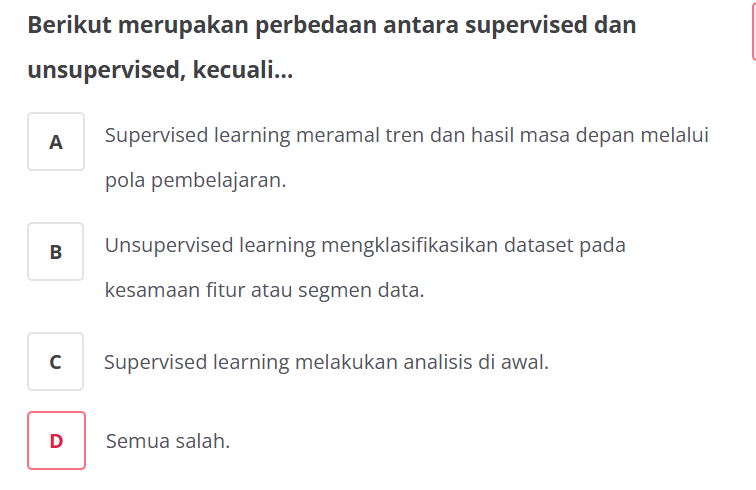 Berikut merupakan perbedaan antara supervised dan
unsupervised, kecuali...
A
Supervised learning meramal tren dan hasil masa depan melalui
pola pembelajaran.
B
Unsupervised learning mengklasifikasikan dataset pada
kesamaan fitur atau segmen data.
C
Supervised learning melakukan analisis di awal.
D
Semua salah.